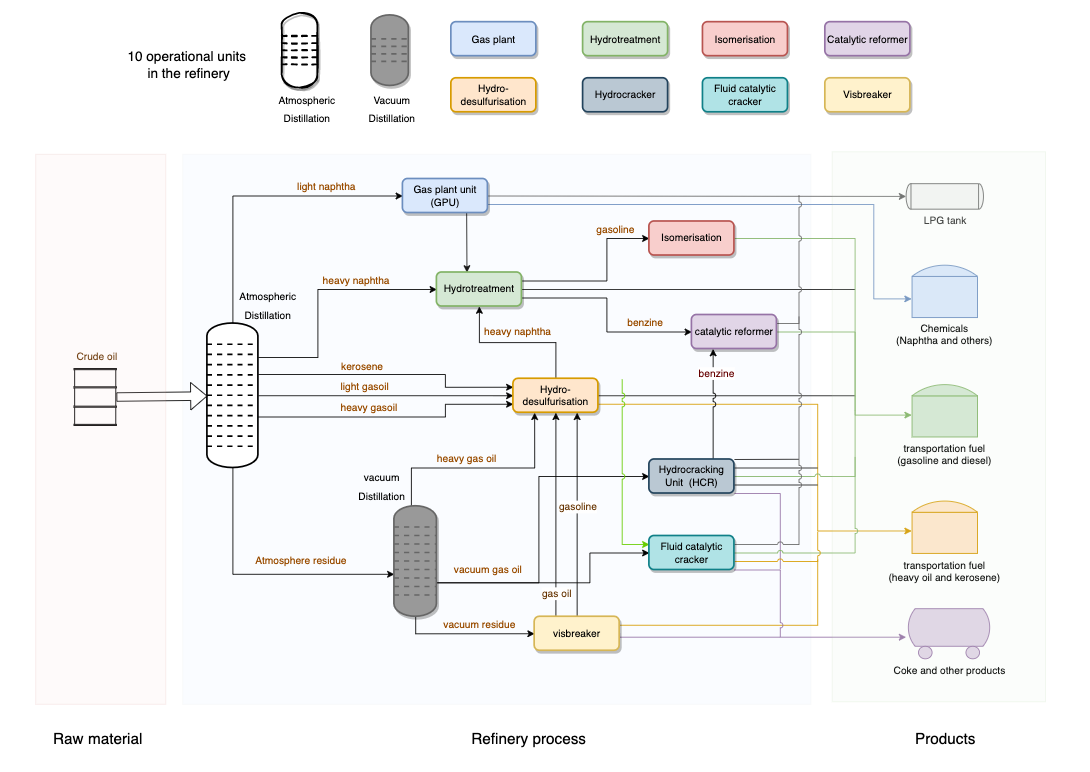 10 operational units
in the refinery
Atmospheric
Distillation
Vacuum
Distillation
Gas plant
Hydrotreatment
Isomerisation
Catalytic reformer
Hydro-
desulfurisation
Hydrocracker
Fluid catalytic
cracker
Visbreaker
light naphtha
Gas plant unit
(GPU)
LPG tank
gasoline
Isomerisation
heavy naphtha
Hydrotreatment
Atmospheric
Distillation
benzine
catalytic reformer
heavy naphtha
Chemicals
(Naphtha and others)
Crude oil
kerosene
light gasoil
heavy gasoil
Hydro-
desulfurisation
benzine
transportation fuel
(gasoline and diesel)
heavy gas oil
vacuum
Distillation
Hydrocracking
Unit (HCR)
gasoline
Fluid catalytic
cracker
Atmosphere residue
vacuum gas oil
gas oil
transportation fuel
(heavy oil and kerosene)
vacuum residue
visbreaker
Coke and other products
Raw material
Refinery process
Products